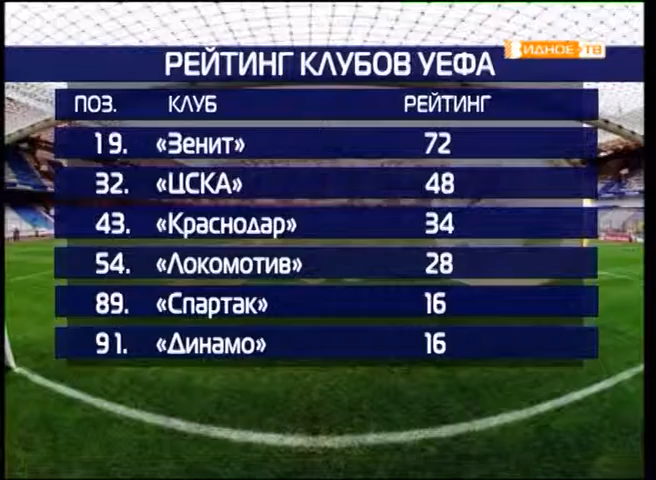 ВИДНОЕ-ТВ
РЕЙТИНГ КЛУБОВ УЕФА
ПОЗ. КЛУБ РЕЙТИНГ
19. «Зенит» 72
32. «ЦСКА» 48
43. «Краснодар» 34
54. «Локомотив» 28
89. «Спартак» 16
91. «Динамо» 16